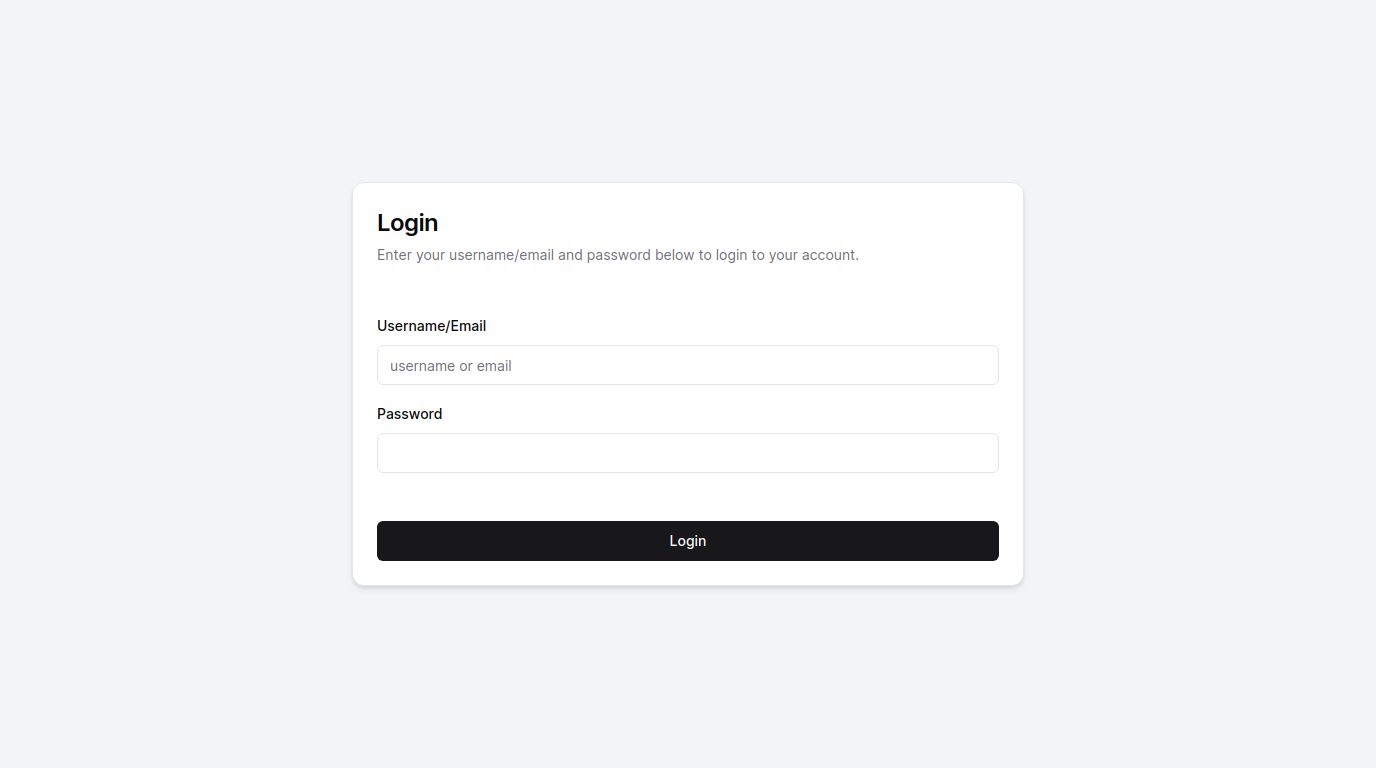 Login
Enter your username/email and password below to login to your account.
Username/Email
username or email
Password
Login